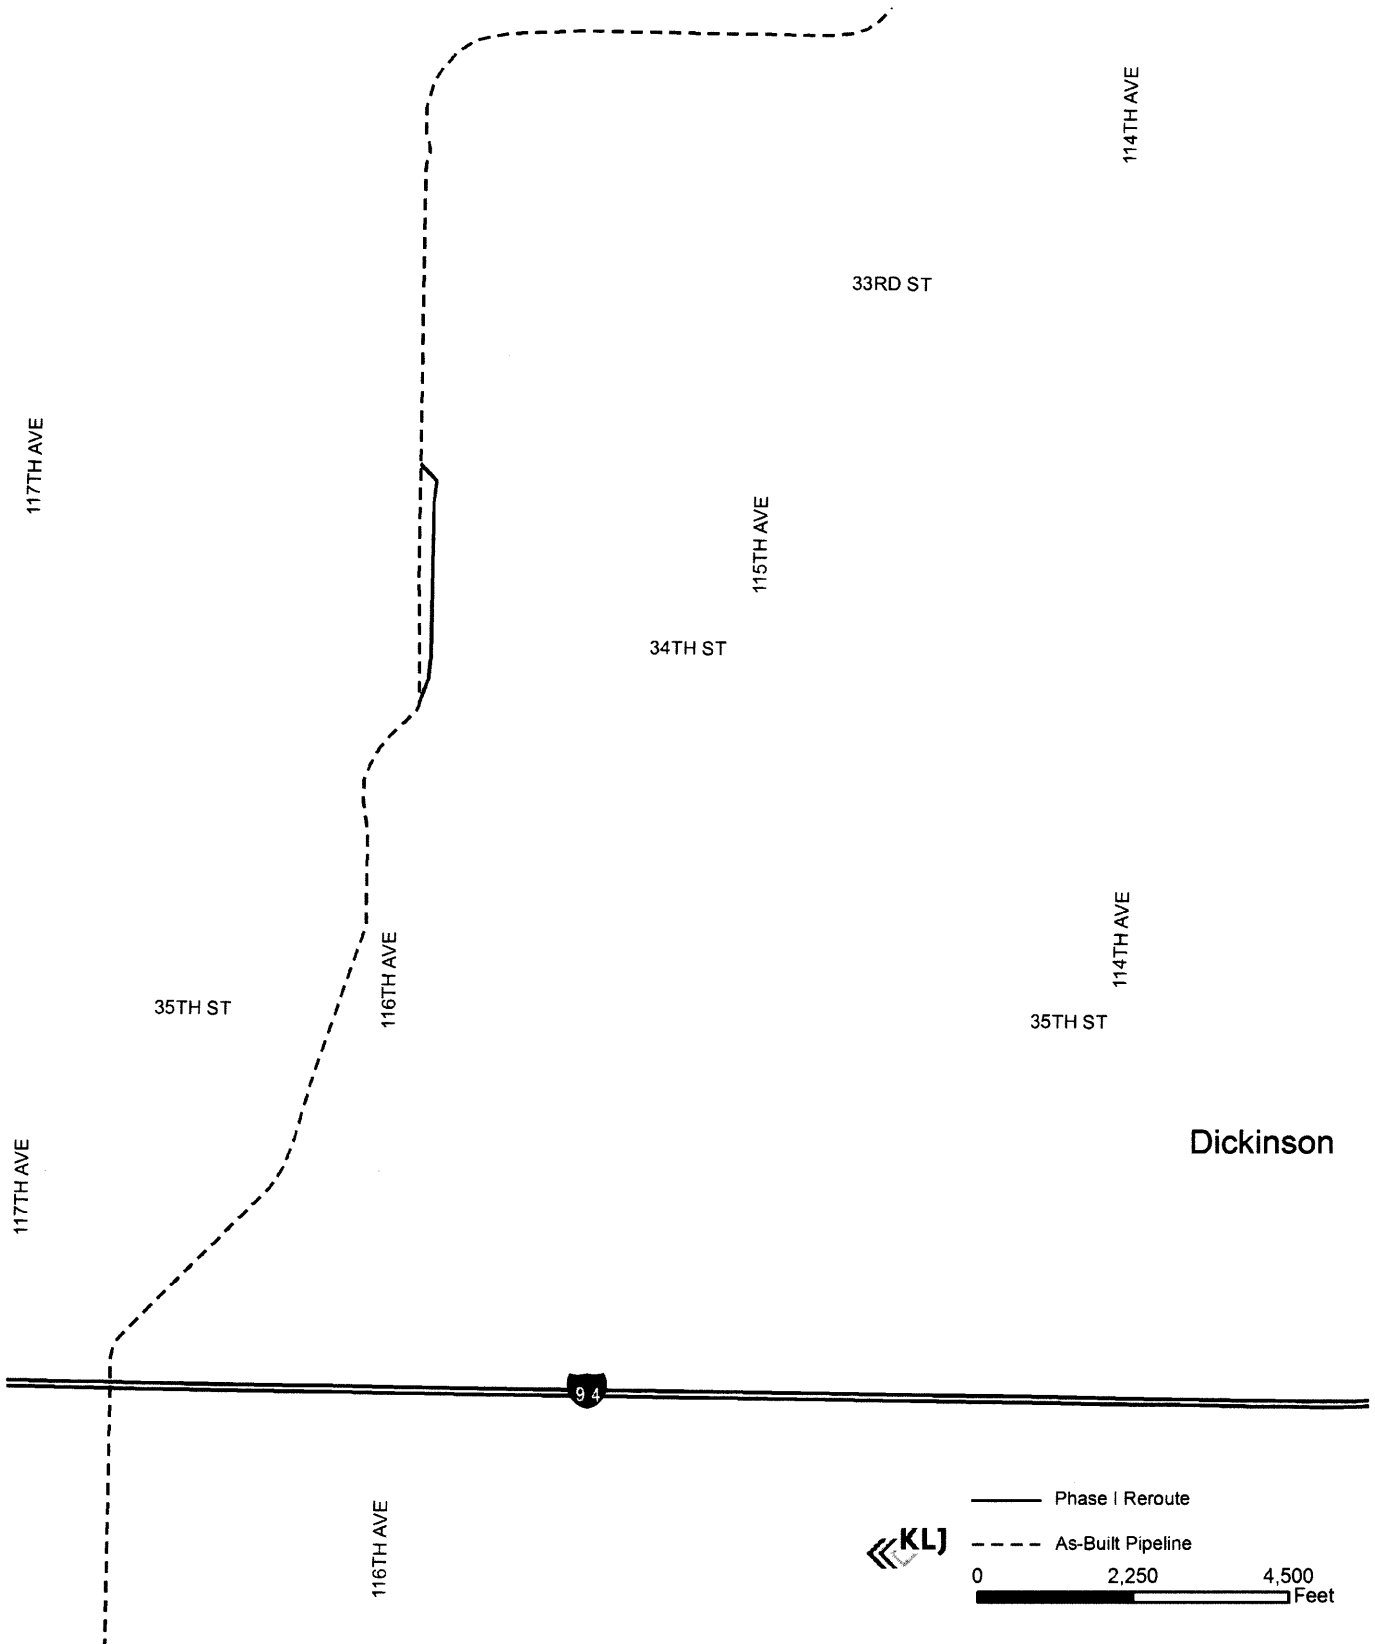 114TH AVE
33RD ST
117TH AVE
115TH AVE
34TH ST
114TH AVE
116TH AVE
35TH ST
35TH ST
Dickinson
117TH AVE
94
Phase I Reroute
116TH AVE
KLJ
As-Built Pipeline
0 2,250 4,500
Feet